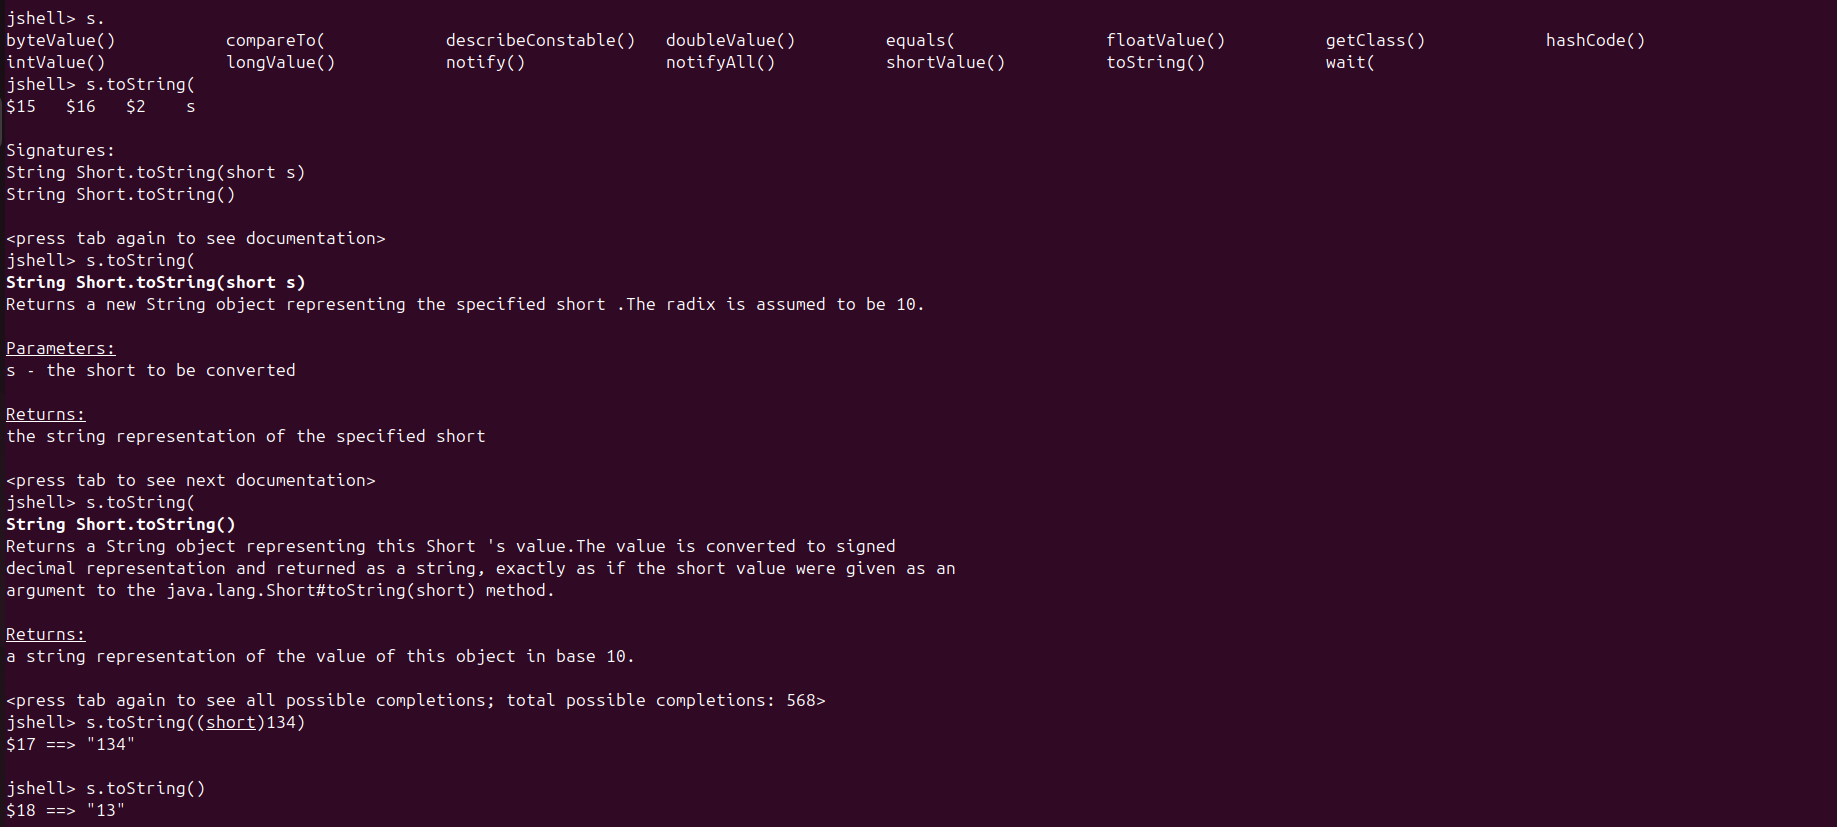 jshell> s.
byteValue()           compareTo(            describeConstable()   doubleValue()         equals(               floatValue()          getClass()            hashCode()
intValue()            longValue()           notify()              notifyAll()           shortValue()          toString()            wait(
jshell> s.toString(
$15   $16   $2    s

Signatures:
String Short.toString(short s)
String Short.toString()

<press tab again to see documentation>
jshell> s.toString(
String Short.toString(short s)
Returns a new String object representing the specified short .The radix is assumed to be 10.

Parameters:
s - the short to be converted

Returns:
the string representation of the specified short

<press tab to see next documentation>
jshell> s.toString(
String Short.toString()
Returns a String object representing this Short 's value.The value is converted to signed
decimal representation and returned as a string, exactly as if the short value were given as an
argument to the java.lang.Short#toString(short) method.

Returns:
a string representation of the value of this object in base 10.

<press tab again to see all possible completions; total possible completions: 568>
jshell> s.toString((short)134)
$17 ==> "134"

jshell> s.toString()
$18 ==> "13"